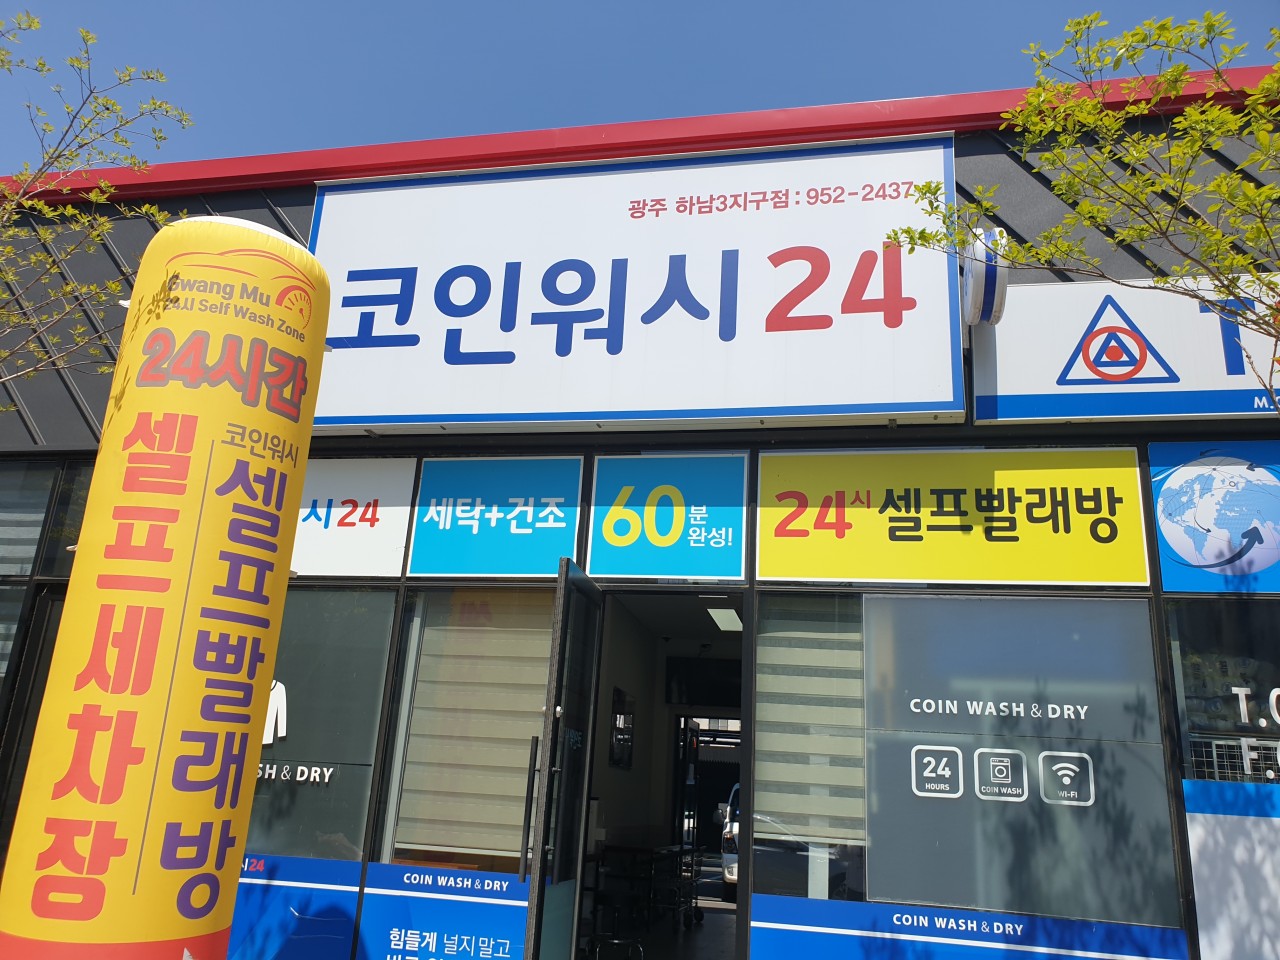 광주 하남3지구점 : 952-2437
코인워시24
Gwang Mu
24시 Self Wash Zone
24시간
셀프세차장
코인워시
셀프빨래방
시24
세탁+건조
60분
완성!
24시 셀프빨래방
COIN WASH & DRY
24
HOURS
COIN WASH
WI-FI
SH & DRY
시24
COIN WASH & DRY
힘들게 널지말고
COIN WASH & DRY